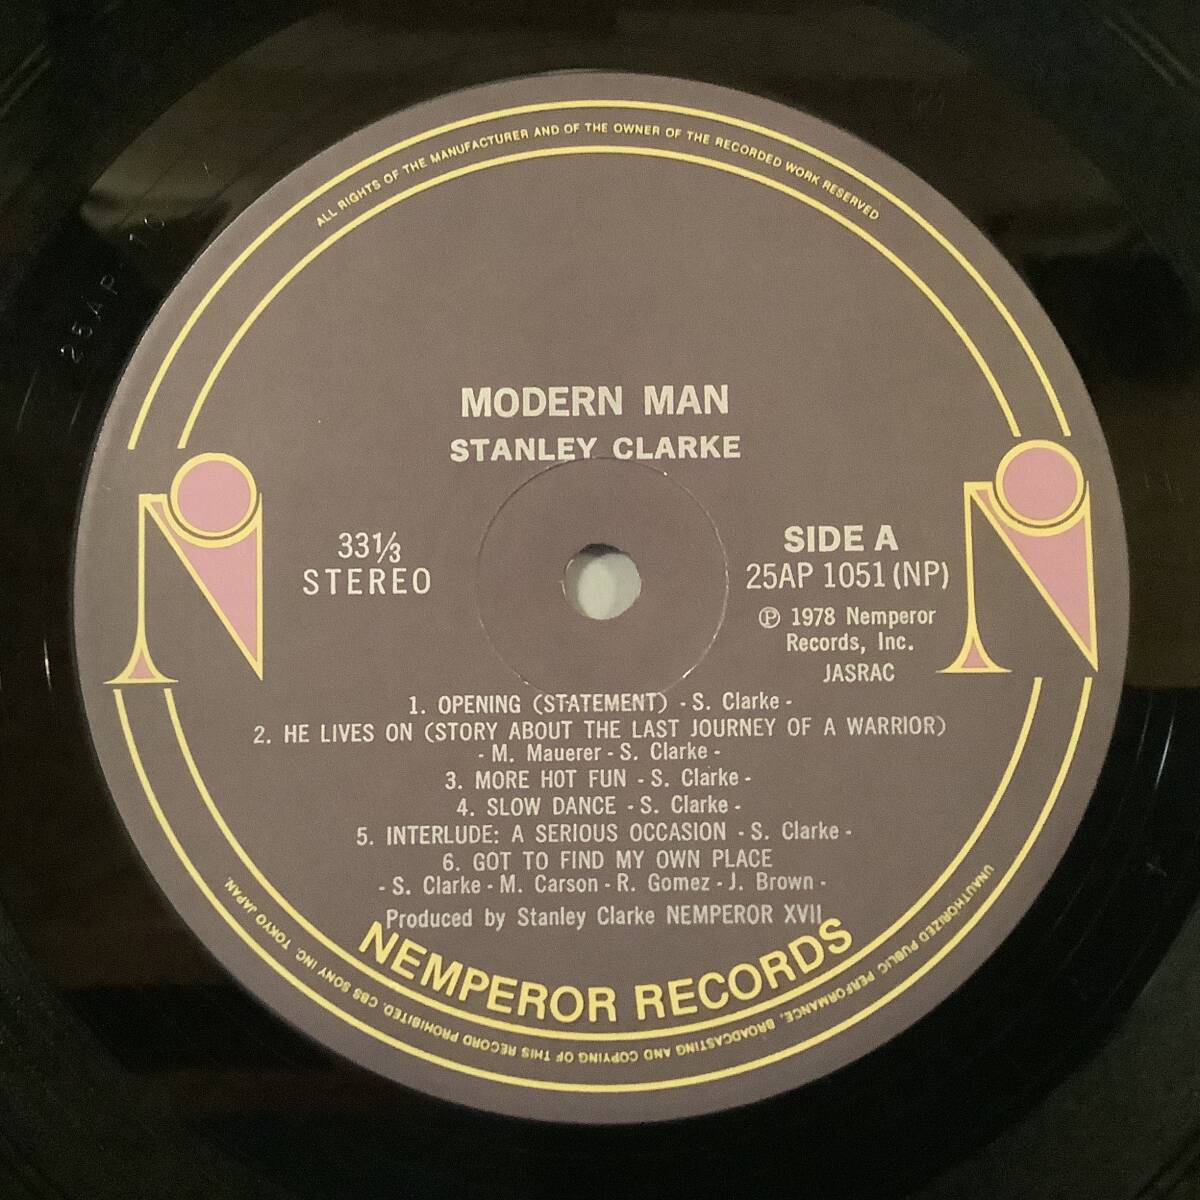 ALL RIGHTS OF THE MANUFACTURER AND OF THE OWNER OF THE RECORDED WORK RESERVED
25AP 10
MODERN MAN
STANLEY CLARKE
33⅓
STEREO
SIDE A
25AP 1051 (NP)
Ⓟ 1978 Nemperor
Records, Inc.
JASRAC
1. OPENING (STATEMENT) - S. Clarke -
2. HE LIVES ON (STORY ABOUT THE LAST JOURNEY OF A WARRIOR)
- M. Mauerer - S. Clarke -
3. MORE HOT FUN - S. Clarke -
4. SLOW DANCE - S. Clarke -
5. INTERLUDE: A SERIOUS OCCASION - S. Clarke -
6. GOT TO FIND MY OWN PLACE
- S. Clarke - M. Carson - R. Gomez - J. Brown -
Produced by Stanley Clarke NEMPEROR XVII
NEMPEROR RECORDS
UNAUTHORIZED PUBLIC PERFORMANCE, BROADCASTING AND COPYING OF THIS RECORD PROHIBITED. CBS SONY INC. TOKYO JAPAN.